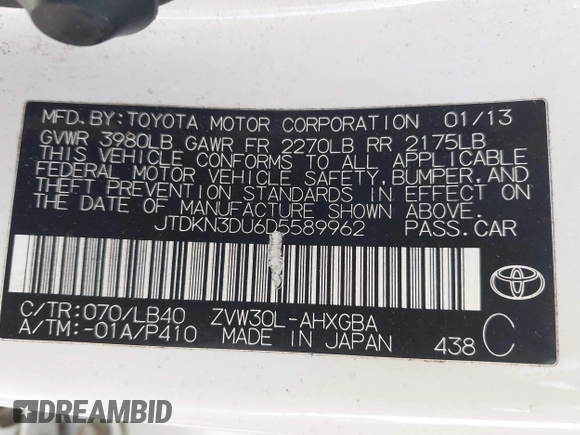 MFD.BY:TOYOTA MOTOR CORPORATION 01/13
GVWR 3980LB GAWR FR 2270LB RR 2175LB
THIS VEHICLE CONFORMS TO ALL APPLICABLE
FEDERAL MOTOR VEHICLE SAFETY, BUMPER, AND
THEFT PREVENTION STANDARDS IN EFFECT ON
THE DATE OF MANUFACTURE SHOWN ABOVE.
JTDKN3DU6D5589962 PASS.CAR
C/TR:070/LB40 ZVW30L-AHXGBA
A/TM:-01A/P410 MADE IN JAPAN 438 C
DREAMBID